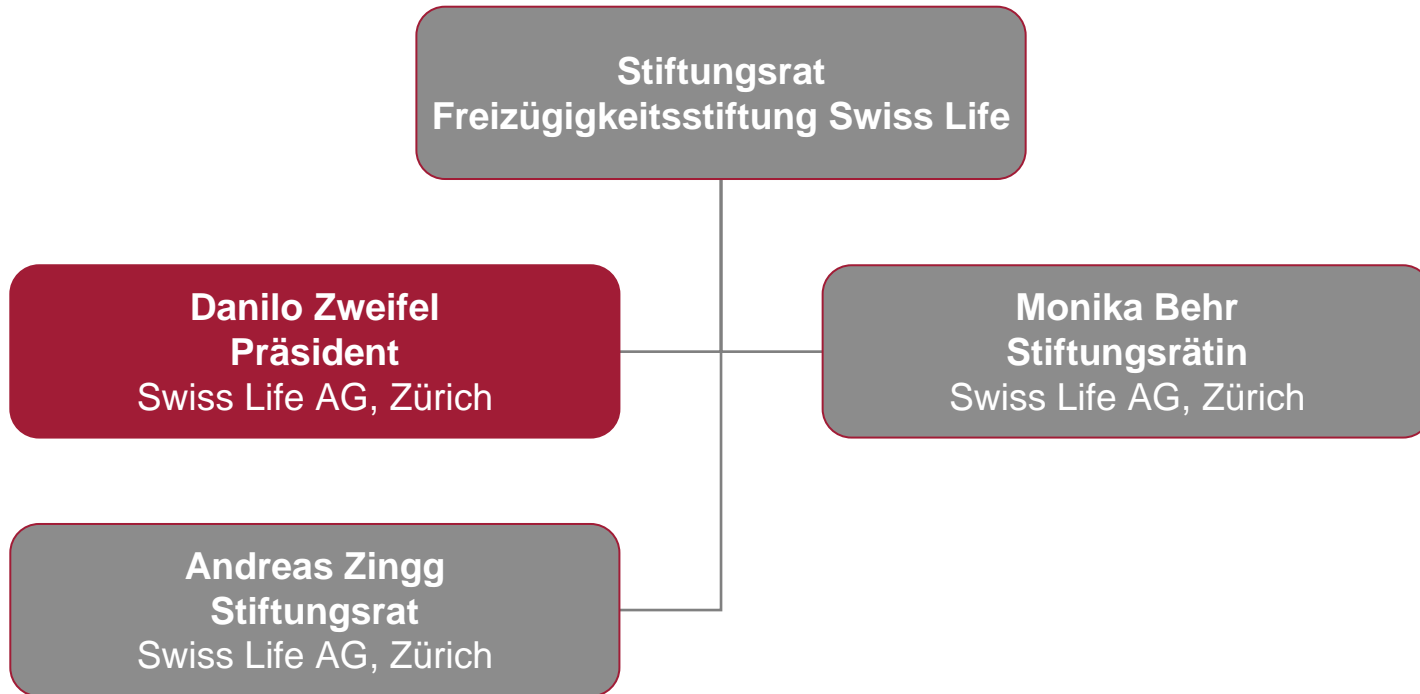 Stiftungsrat
Freizügigkeitsstiftung Swiss Life
Danilo Zweifel
Präsident
Swiss Life AG, Zürich
Monika Behr
Stiftungsrätin
Swiss Life AG, Zürich
Andreas Zingg
Stiftungsrat
Swiss Life AG, Zürich